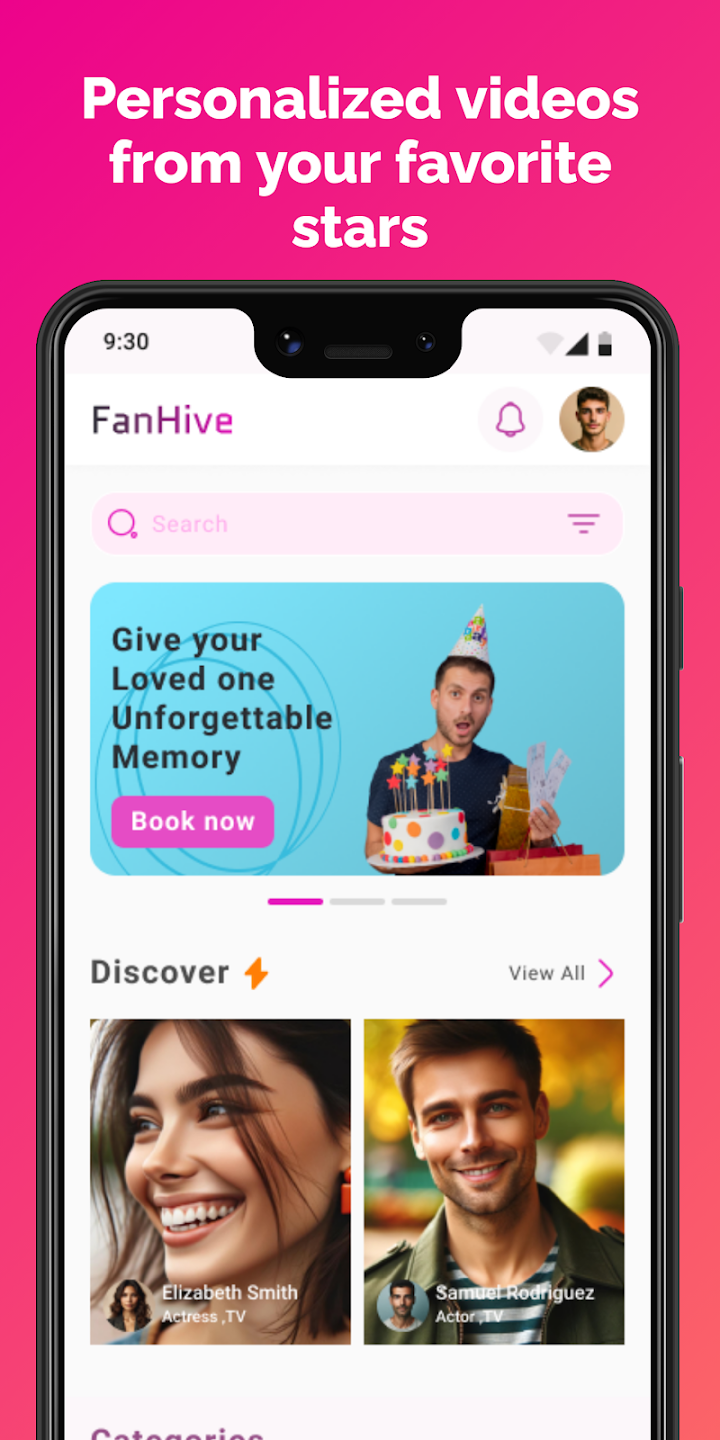 Personalized videos
from your favorite
stars
9:30
FanHive
Search
Give your
Loved one
Unforgettable
Memory
Book now
Discover
View All
Elizabeth Smith
Actress ,TV
Samuel Rodriguez
Actor ,TV
Categories